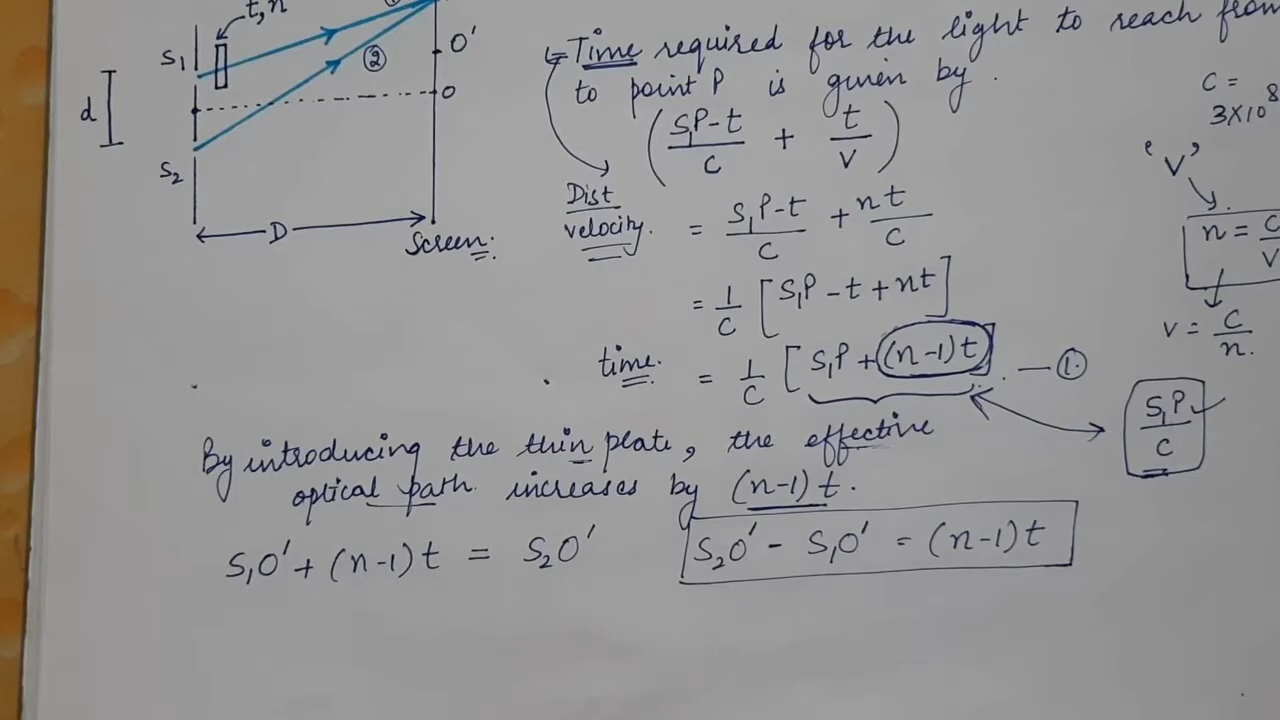 t, n
S₁
②
O'
O
d
S₂
D
Screen:
Time required for the light to reach from
to point P is given by.
(S₁P-t/c + t/v)
Dist
velocity.
= S₁P-t/c + nt/c
= 1/c [S₁P - t + nt]
time.
= 1/c [S₁P + (n-1)t] — ①
C =
3×10⁸
'V'
n = C/V
v = C/n.
S₁P/c
By introducing the thin plate, the effective
optical path increases by (n-1)t.
S₁O' + (n-1)t = S₂O'
S₂O' - S₁O' = (n-1)t